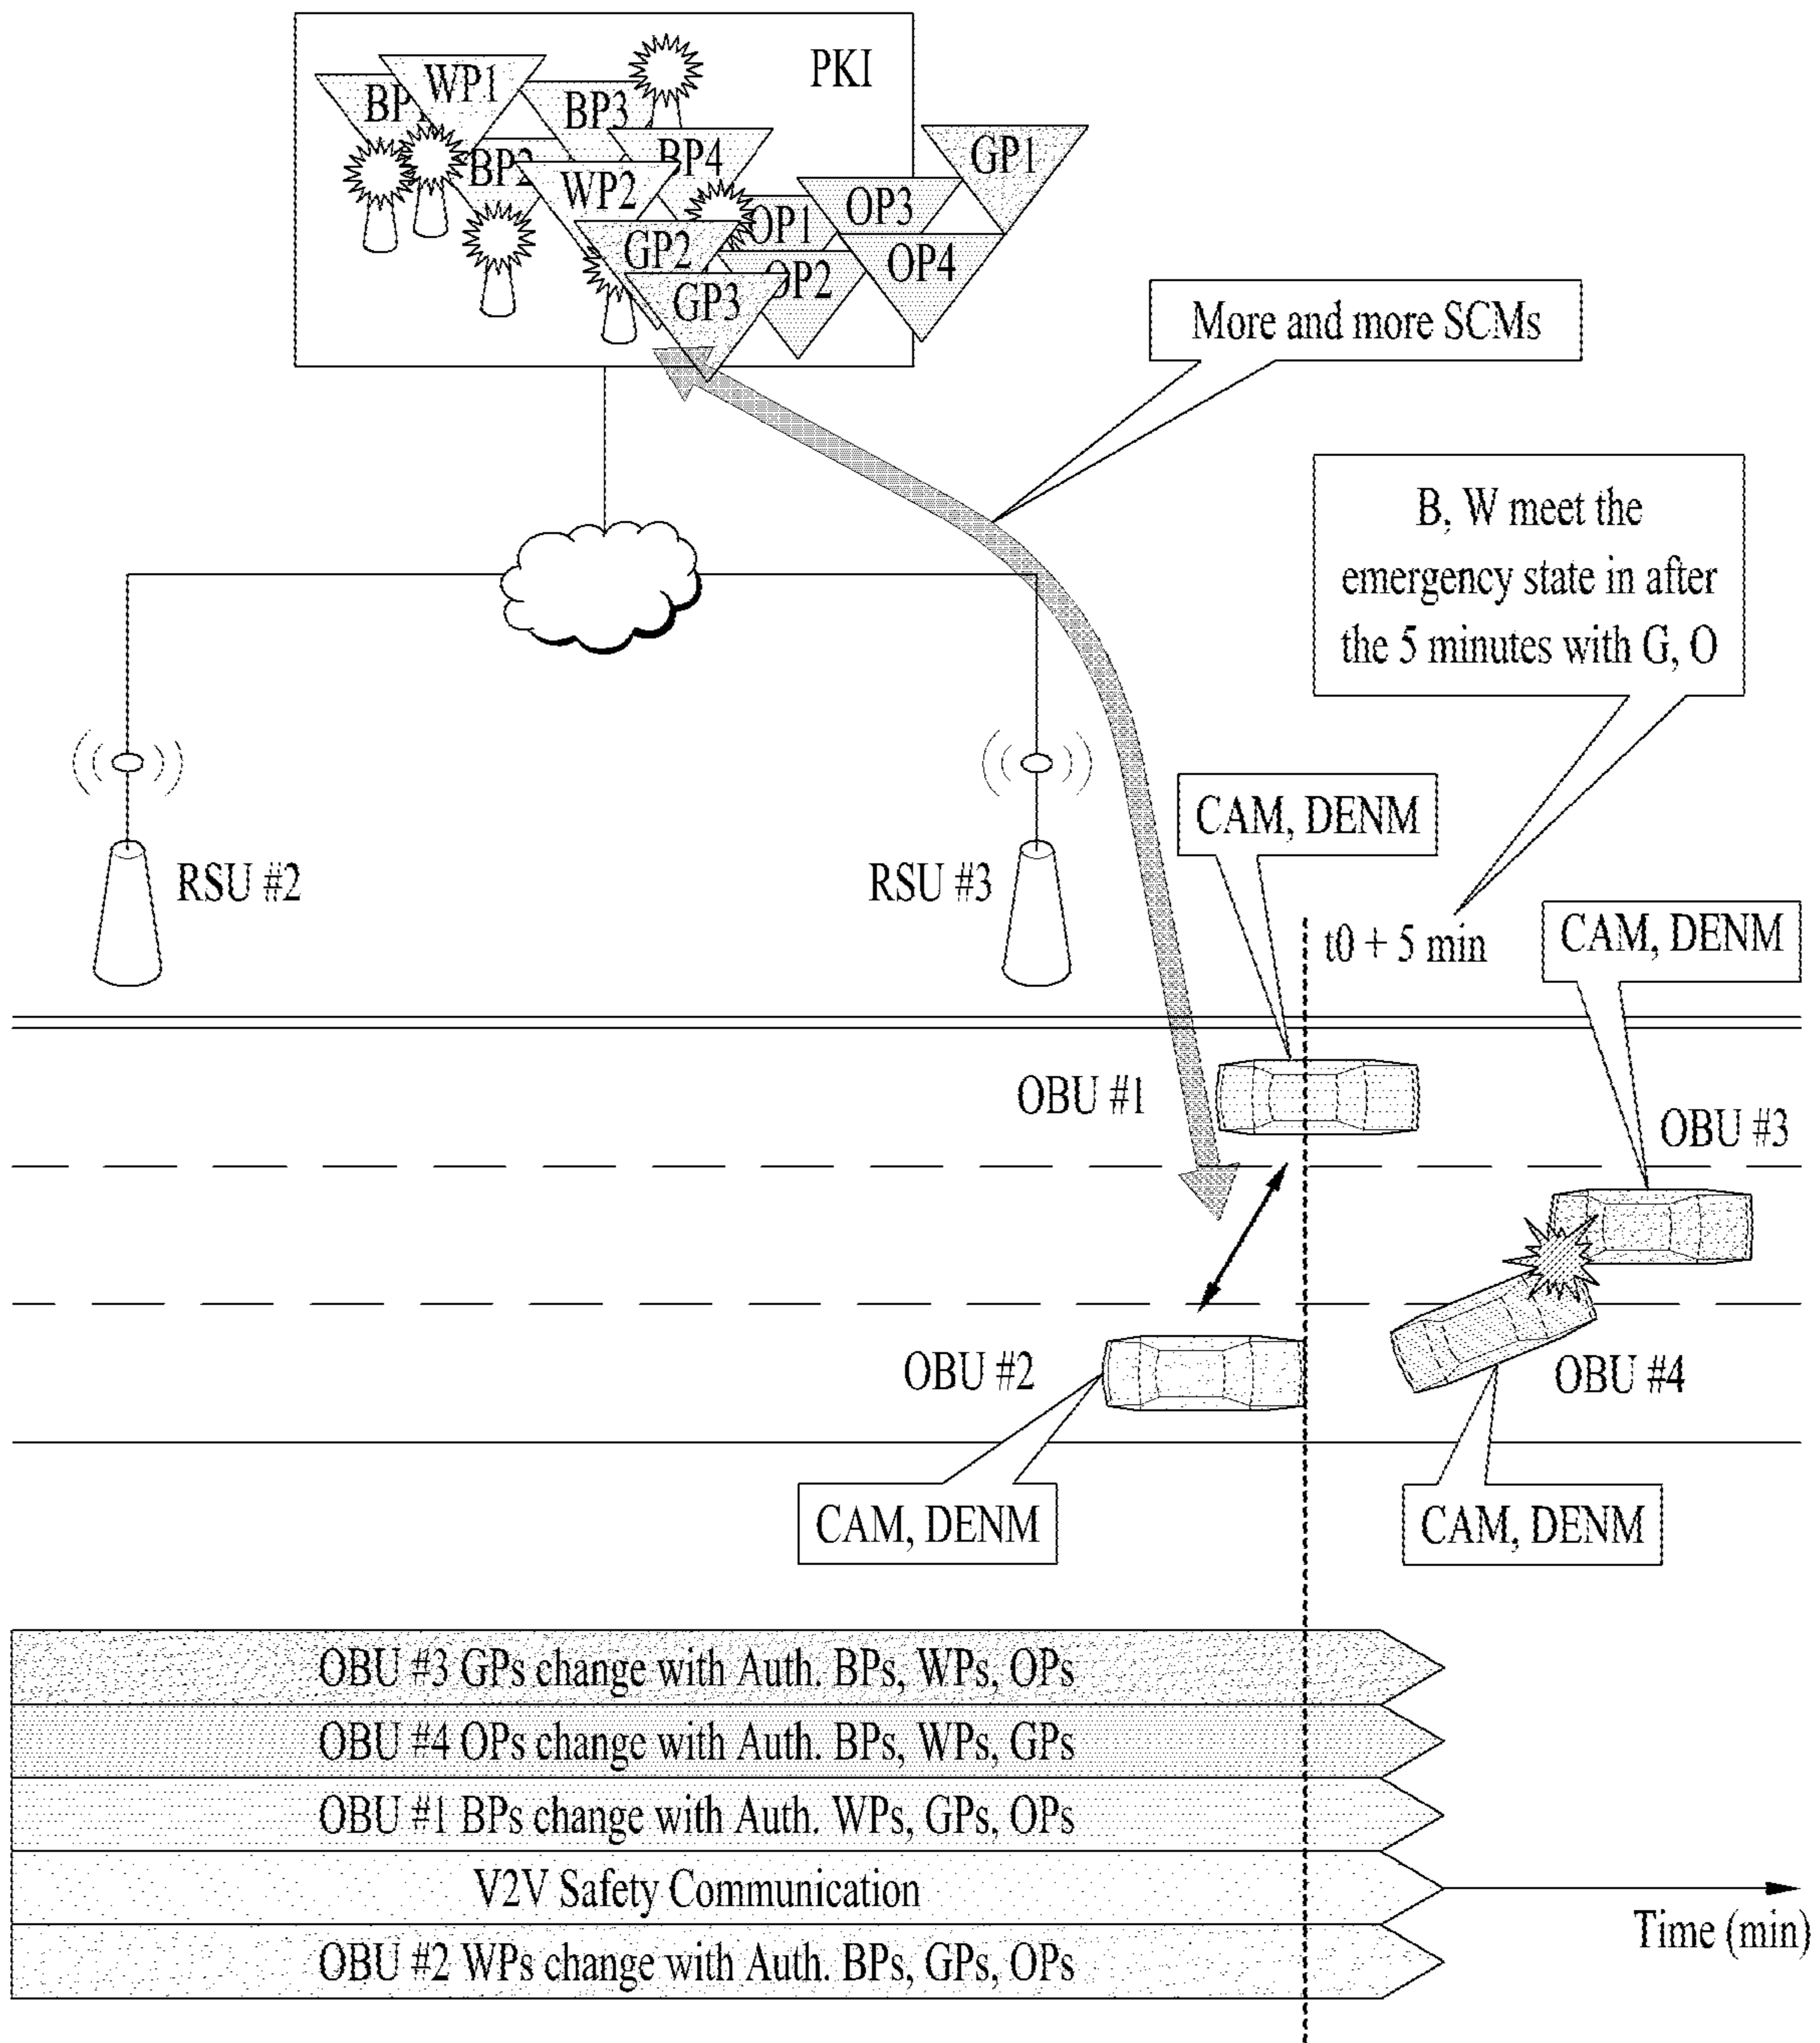 PKI
WP1
BP3
BP2
BP4
WP2
GP1
OP3
OP1
GP2
OP4
OP2
GP3
More and more SCMs
B, W meet the
emergency state in after
the 5 minutes with G, O
CAM, DENM
RSU #2
RSU #3
t0 + 5 min
CAM, DENM
OBU #1
OBU #3
OBU #2
OBU #4
CAM, DENM
CAM, DENM
OBU #3 GPs change with Auth. BPs, WPs, OPs
OBU #4 OPs change with Auth. BPs, WPs, GPs
OBU #1 BPs change with Auth. WPs, GPs, OPs
V2V Safety Communication
Time (min)
OBU #2 WPs change with Auth. BPs, GPs, OPs